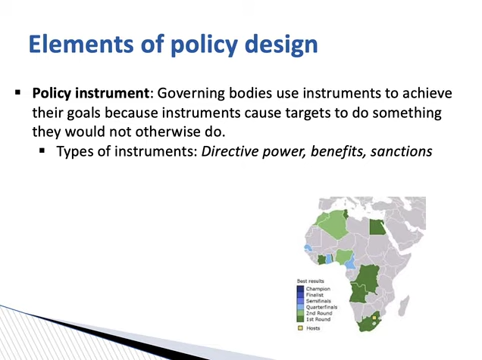 Elements of policy design
▪ Policy instrument: Governing bodies use instruments to achieve
their goals because instruments cause targets to do something
they would not otherwise do.
▪ Types of instruments: Directive power, benefits, sanctions
Best results
Champion
Finalist
Semifinals
Quarterfinals
2nd Round
1st Round
Hosts